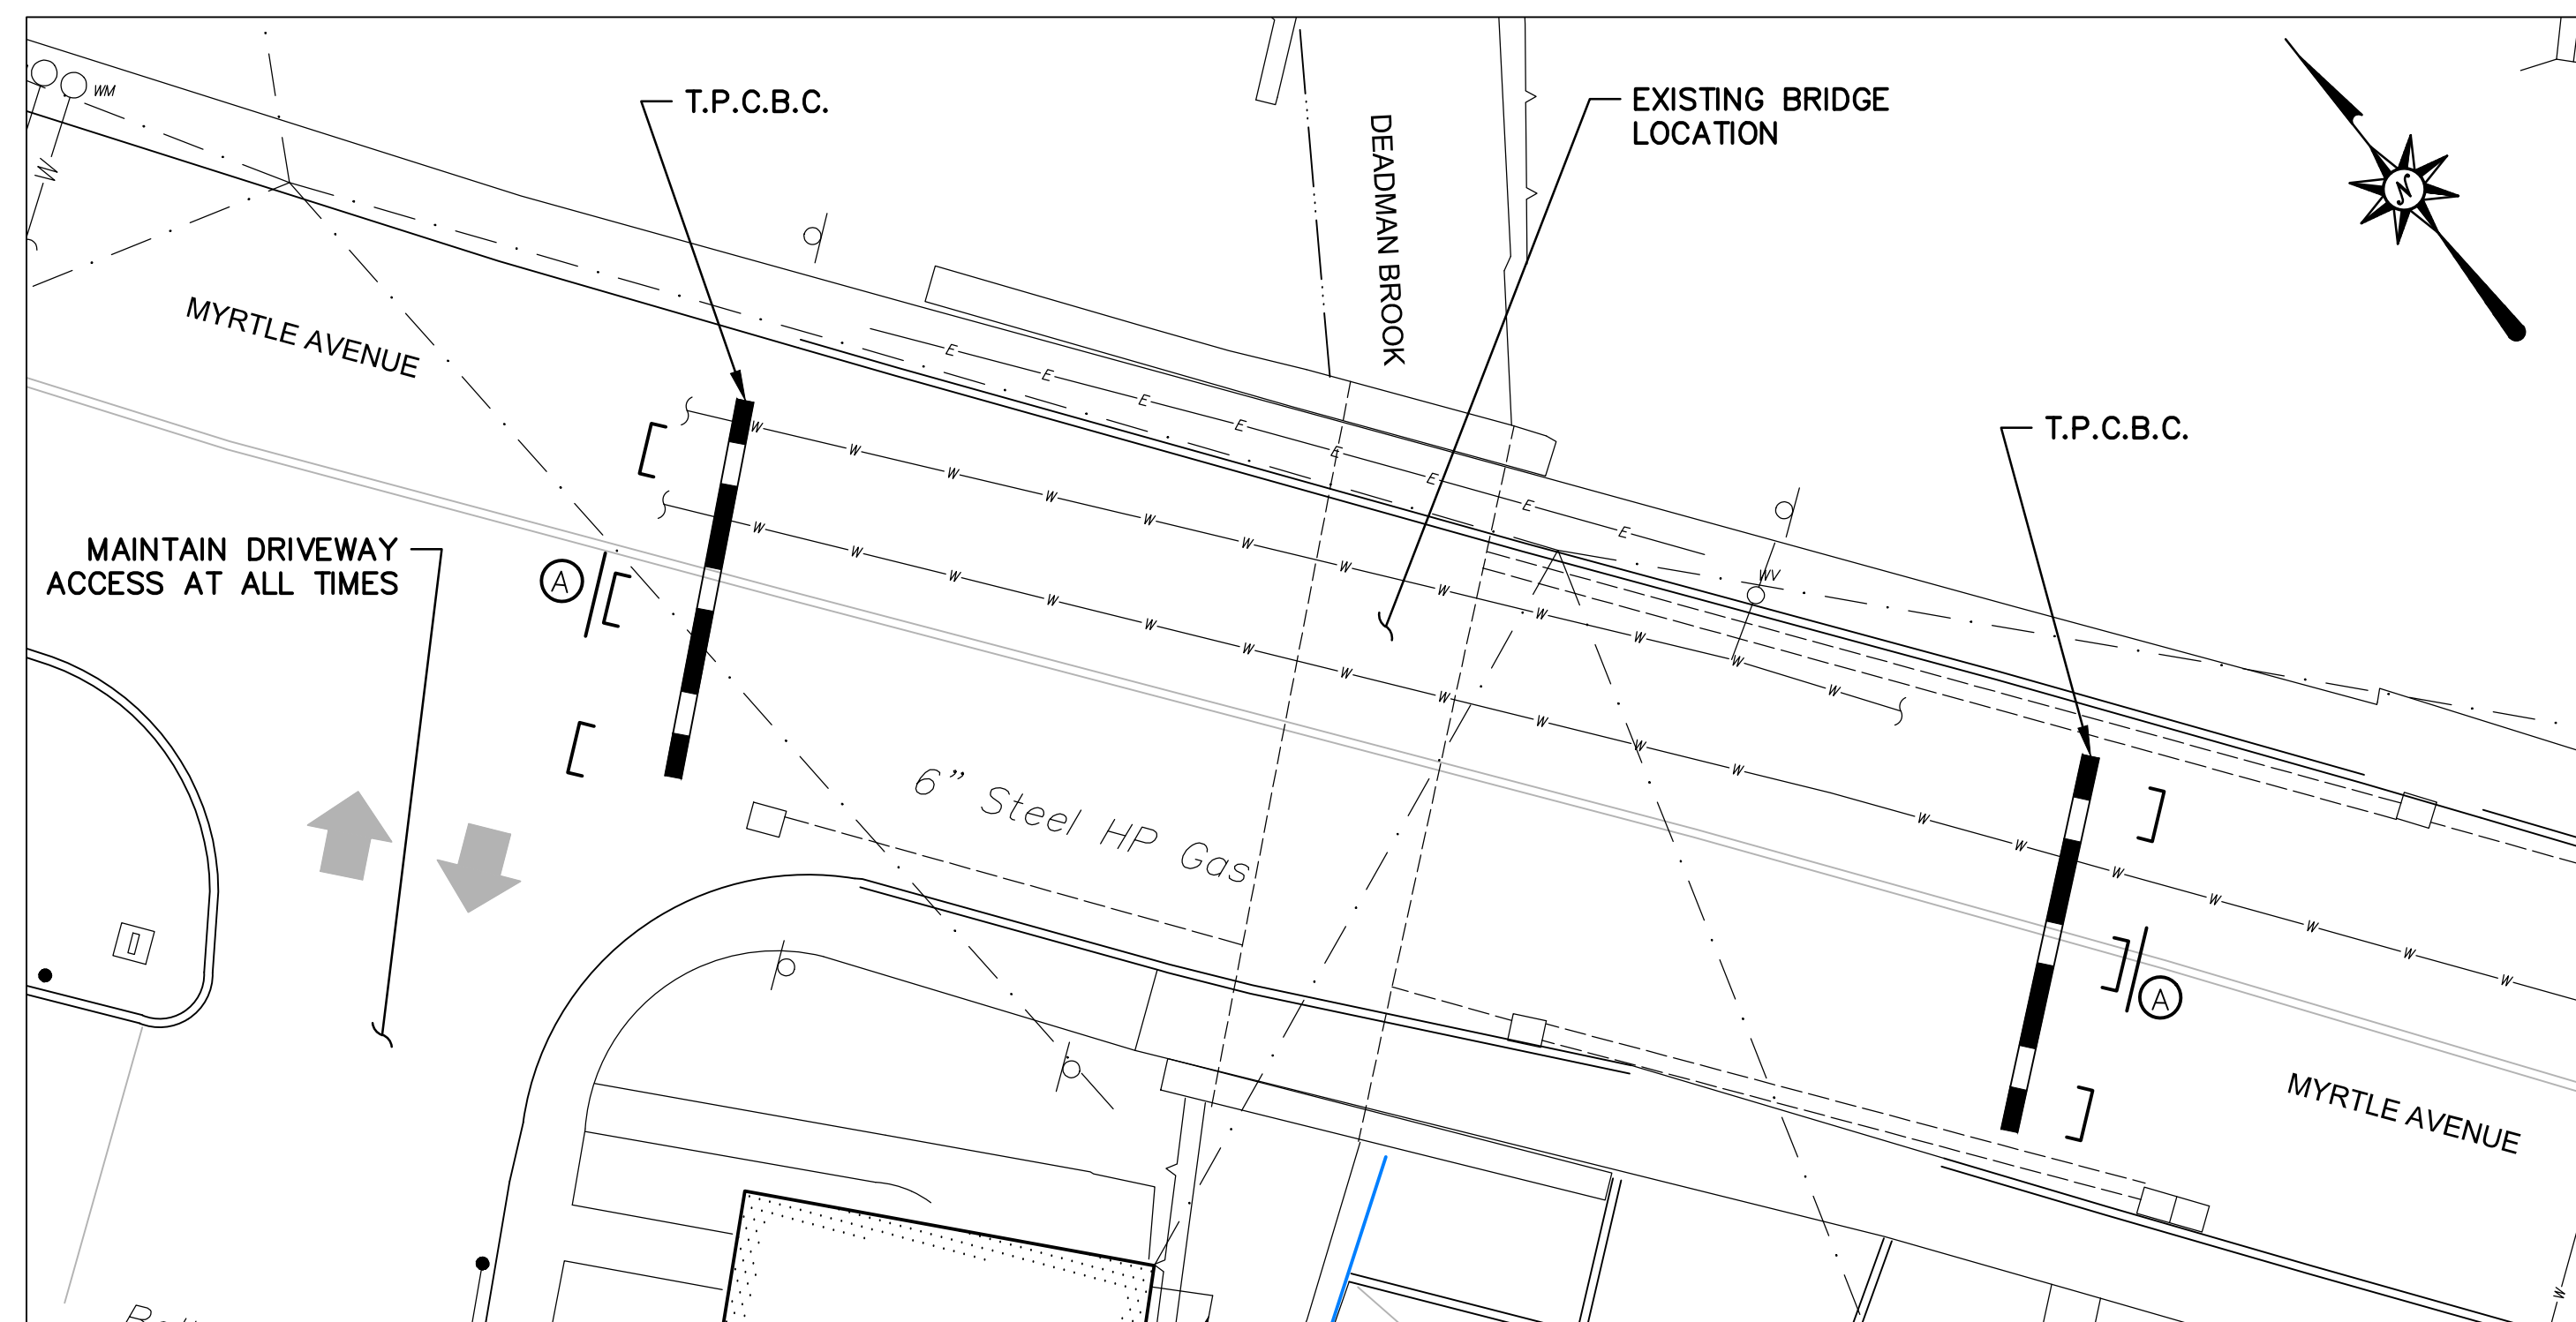 WM
T.P.C.B.C.
EXISTING BRIDGE
LOCATION
DEADMAN BROOK
N
W
MYRTLE AVENUE
E E E E E E E E
W W W W W W W W W W W W
T.P.C.B.C.
MAINTAIN DRIVEWAY
ACCESS AT ALL TIMES
A
WV
W W W W W W W W W W W W W W W W W W
6" Steel HP Gas
A
MYRTLE AVENUE
W